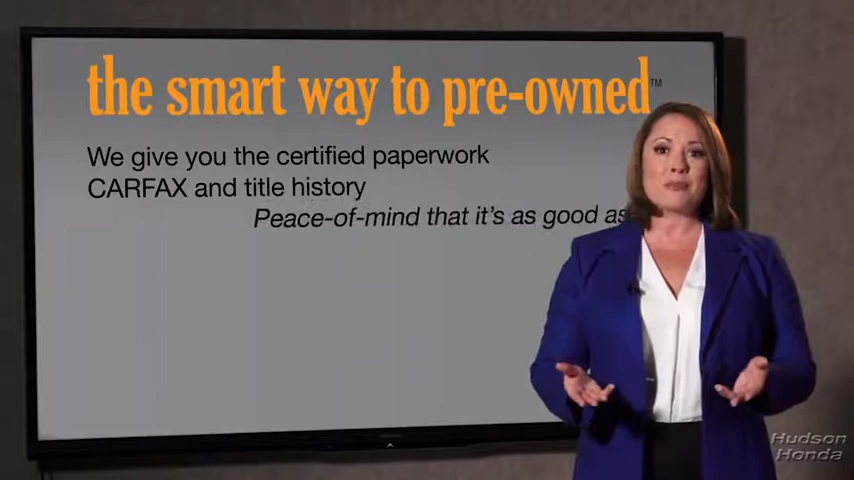 the smart way to pre-owned™
We give you the certified paperwork
CARFAX and title history
Peace-of-mind that it's as good as
Hudson
Honda